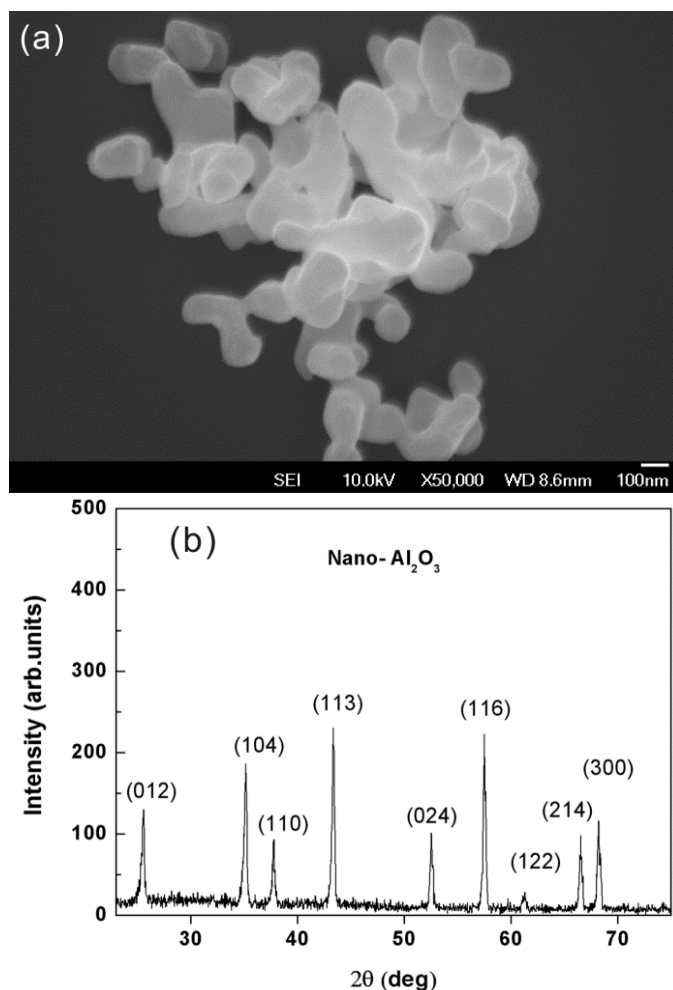 (a)
SEI 10.0kV X50,000 WD 8.6mm 100nm
(b)
Nano- Al₂O₃
Intensity (arb.units)
500
400
300
200
100
0
(012)
(104)
(110)
(113)
(024)
(116)
(122)
(214)
(300)
30 40 50 60 70
2θ (deg)